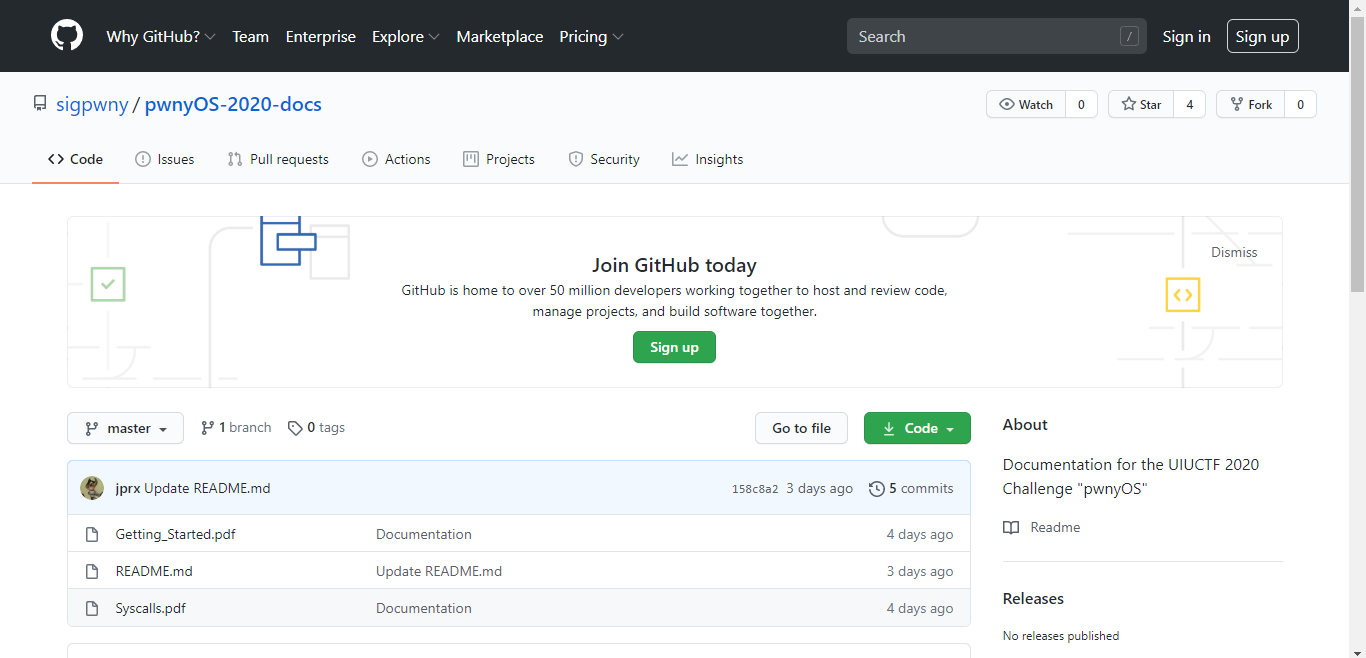 Why GitHub? Team Enterprise Explore Marketplace Pricing Search / Sign in Sign up
sigpwny / pwnyOS-2020-docs Watch 0 Star 4 Fork 0
Code Issues Pull requests Actions Projects Security Insights
Dismiss
Join GitHub today
GitHub is home to over 50 million developers working together to host and review code,
manage projects, and build software together.
Sign up
master 1 branch 0 tags Go to file Code
About
Documentation for the UIUCTF 2020
Challenge "pwnyOS"
Readme
Releases
No releases published
jprx Update README.md 158c8a2 3 days ago 5 commits
Getting_Started.pdf Documentation 4 days ago
README.md Update README.md 3 days ago
Syscalls.pdf Documentation 4 days ago